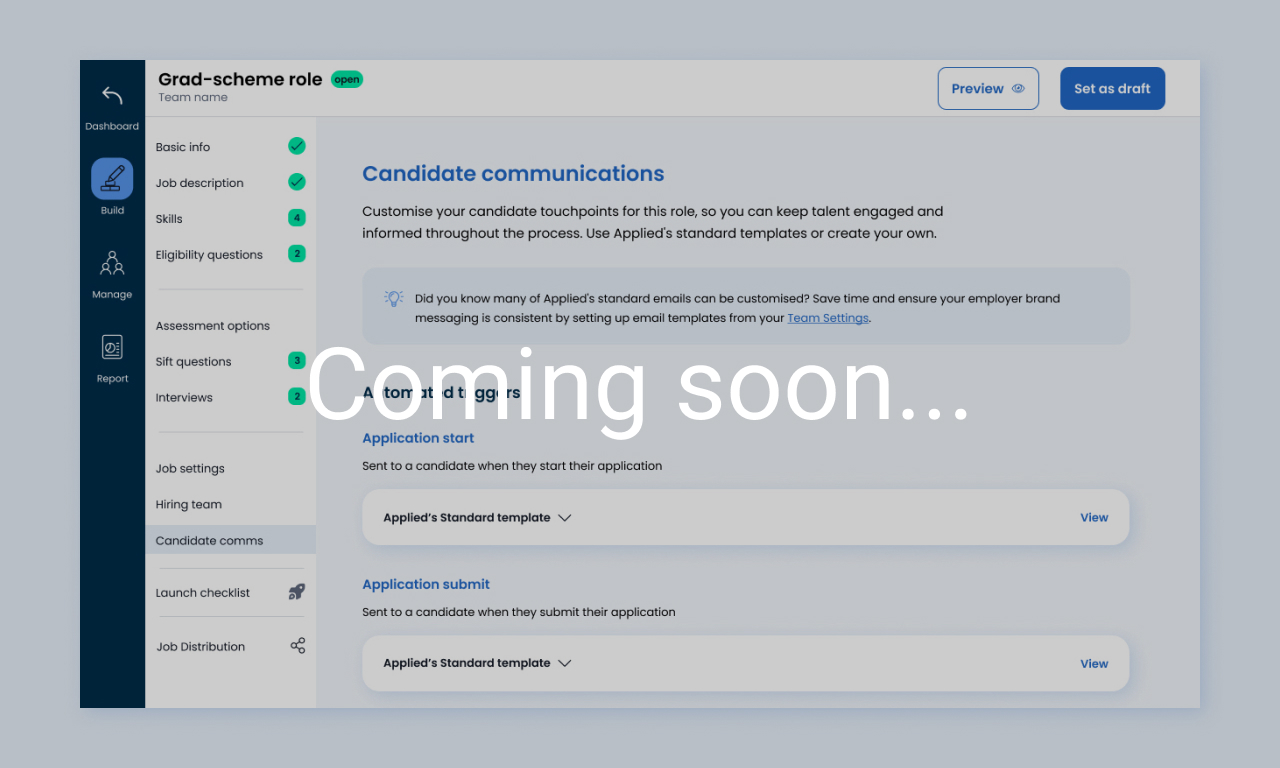 Grad-scheme role open
Team name
Preview
Set as draft
Dashboard
Build
Manage
Report
Basic info
Job description
Skills 4
Eligibility questions 2
Assessment options
Sift questions 3
Interviews 2
Job settings
Hiring team
Candidate comms
Launch checklist
Job Distribution
Candidate communications
Customise your candidate touchpoints for this role, so you can keep talent engaged and
informed throughout the process. Use Applied's standard templates or create your own.
Did you know many of Applied's standard emails can be customised? Save time and ensure your employer brand
messaging is consistent by setting up email templates from your Team Settings.
Coming soon...
Automated triggers
Application start
Sent to a candidate when they start their application
Applied’s Standard template
View
Application submit
Sent to a candidate when they submit their application
Applied’s Standard template
View